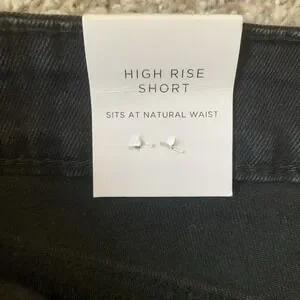 HIGH RISE
SHORT
SITS AT NATURAL WAIST